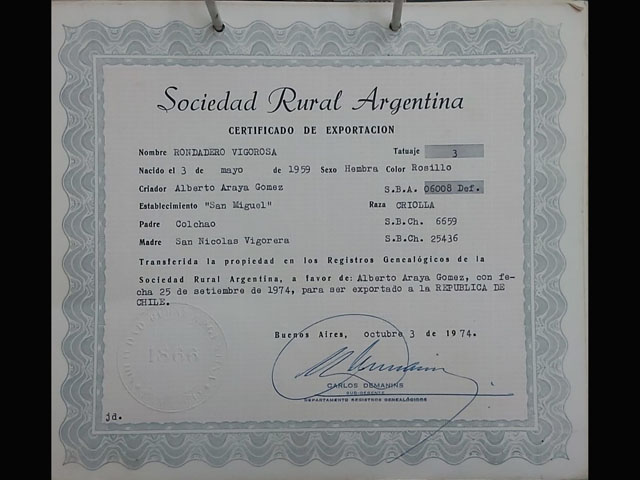 Sociedad Rural Argentina
CERTIFICADO DE EXPORTACION
Nombre RONDADERO VIGOROSA Tatuaje 3
Nacido el 3 de mayo de 1959 Sexo Hembra Color Rosillo
Criador Alberto Araya Gomez S.B.A. 06008 Def.
Establecimiento "San Miguel" Raza CRIOLLA
Padre Colchao S.B.Ch. 6659
Madre San Nicolas Vigorera S.B.Ch. 25436
Transferida la propiedad en los Registros Genealógicos de la
Sociedad Rural Argentina, a favor de: Alberto Araya Gomez, con fe-
cha 25 de setiembre de 1974, para ser exportado a la REPUBLICA DE
CHILE.
Buenos Aires, octubre 3 de 1974.
1866
CARLOS DEMANINS
SUB-GERENTE
DEPARTAMENTO REGISTROS GENEALÓGICOS
jd.